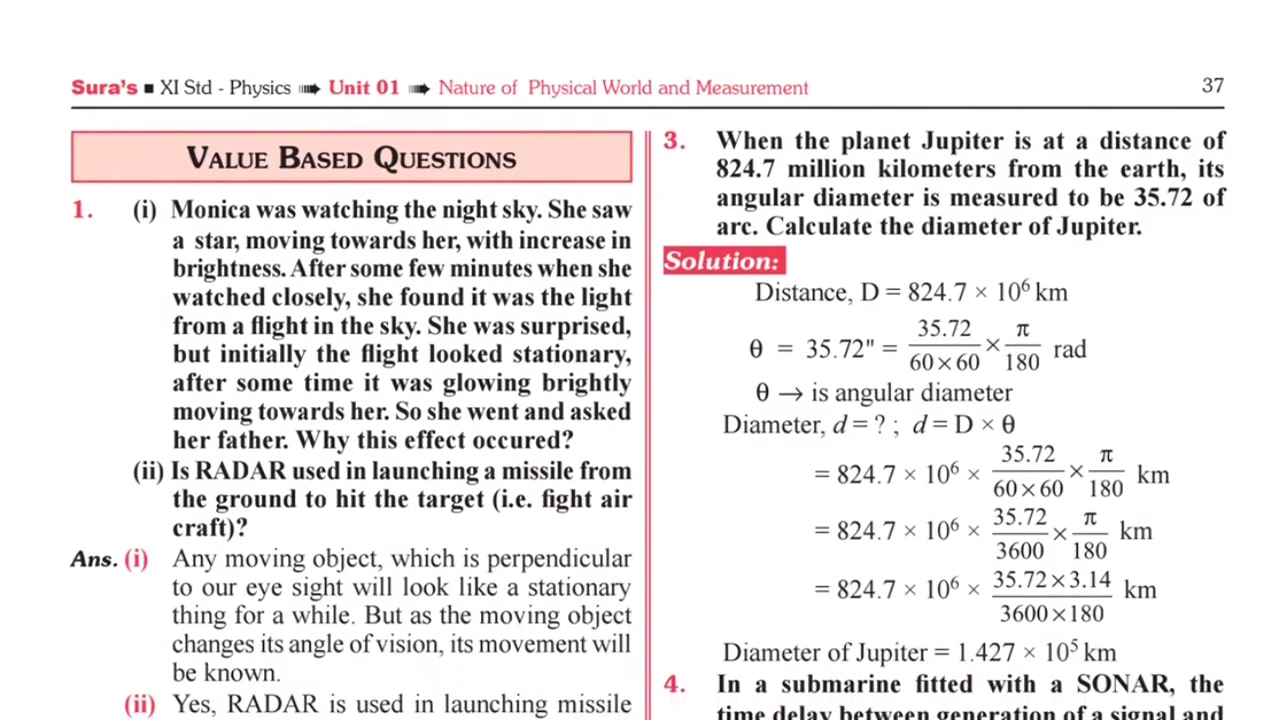 Sura's ■ XI Std - Physics ➠ Unit 01 ➠ Nature of Physical World and Measurement
37
VALUE BASED QUESTIONS
1. (i) Monica was watching the night sky. She saw
a star, moving towards her, with increase in
brightness. After some few minutes when she
watched closely, she found it was the light
from a flight in the sky. She was surprised,
but initially the flight looked stationary,
after some time it was glowing brightly
moving towards her. So she went and asked
her father. Why this effect occured?
(ii) Is RADAR used in launching a missile from
the ground to hit the target (i.e. fight air
craft)?
Ans. (i) Any moving object, which is perpendicular
to our eye sight will look like a stationary
thing for a while. But as the moving object
changes its angle of vision, its movement will
be known.
(ii) Yes, RADAR is used in launching missile
3. When the planet Jupiter is at a distance of
824.7 million kilometers from the earth, its
angular diameter is measured to be 35.72 of
arc. Calculate the diameter of Jupiter.
Solution:
Distance, D = 824.7 × 10⁶ km
θ = 35.72" = 35.72/(60×60) × π/180 rad
θ → is angular diameter
Diameter, d = ? ; d = D × θ
= 824.7 × 10⁶ × 35.72/(60×60) × π/180 km
= 824.7 × 10⁶ × 35.72/3600 × π/180 km
= 824.7 × 10⁶ × (35.72×3.14)/(3600×180) km
Diameter of Jupiter = 1.427 × 10⁵ km
4. In a submarine fitted with a SONAR, the
time delay between generation of a signal and